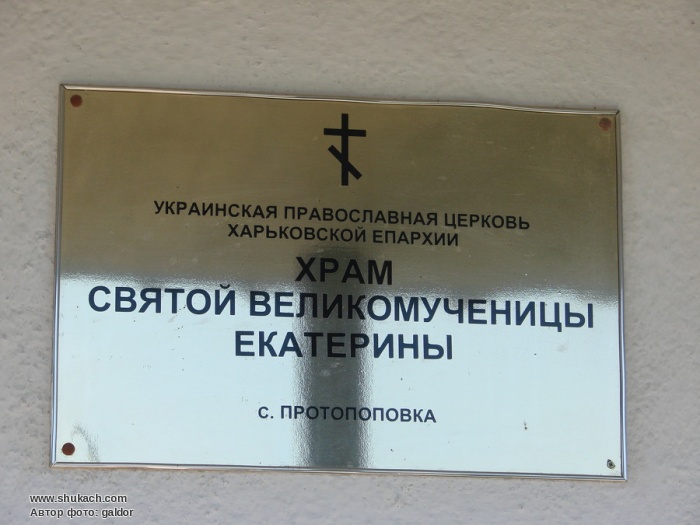 УКРАИНСКАЯ ПРАВОСЛАВНАЯ ЦЕРКОВЬ
ХАРЬКОВСКОЙ ЕПАРХИИ
ХРАМ
СВЯТОЙ ВЕЛИКОМУЧЕНИЦЫ
ЕКАТЕРИНЫ
С. ПРОТОПОПОВКА
www.shukach.com
Автор фото: galdor